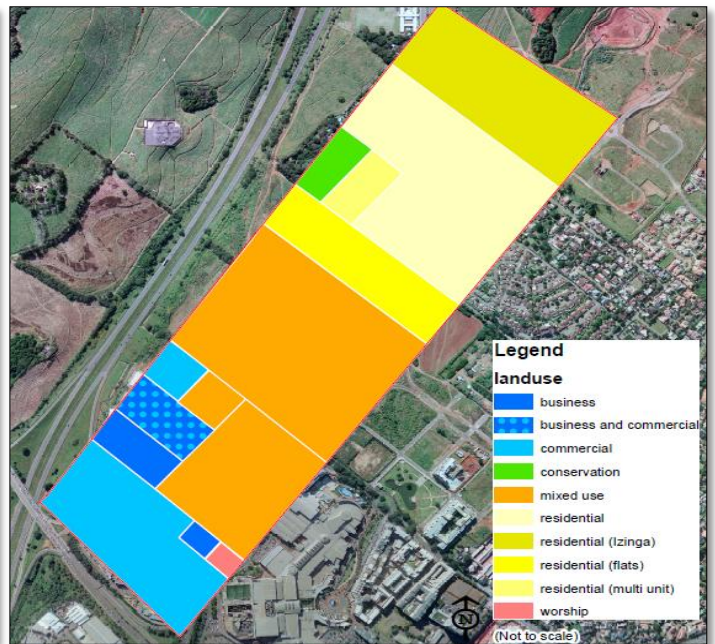 Legend
landuse
business
business and commercial
commercial
conservation
mixed use
residential
residential (Izinga)
residential (flats)
residential (multi unit)
worship
N
(Not to scale)